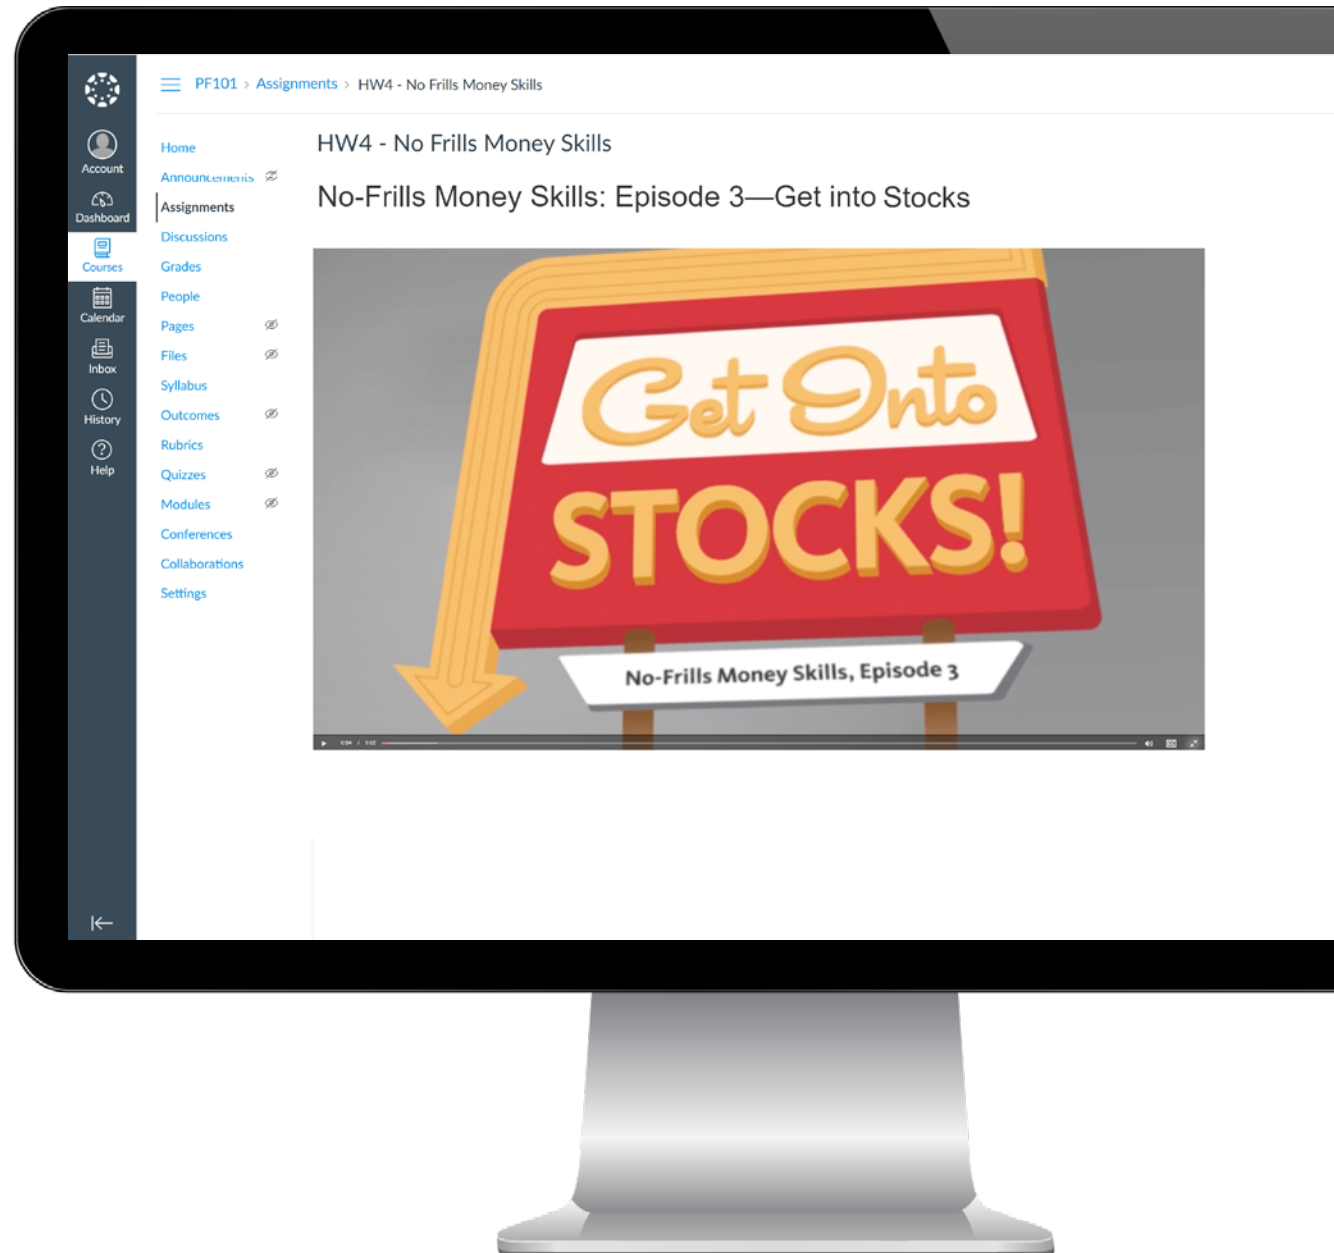 PF101 > Assignments > HW4 - No Frills Money Skills
Account
Dashboard
Courses
Calendar
Inbox
History
Help
Home
Announcements
Assignments
Discussions
Grades
People
Pages
Files
Syllabus
Outcomes
Rubrics
Quizzes
Modules
Conferences
Collaborations
Settings
HW4 - No Frills Money Skills
No-Frills Money Skills: Episode 3—Get into Stocks
Get Into
STOCKS!
No-Frills Money Skills, Episode 3